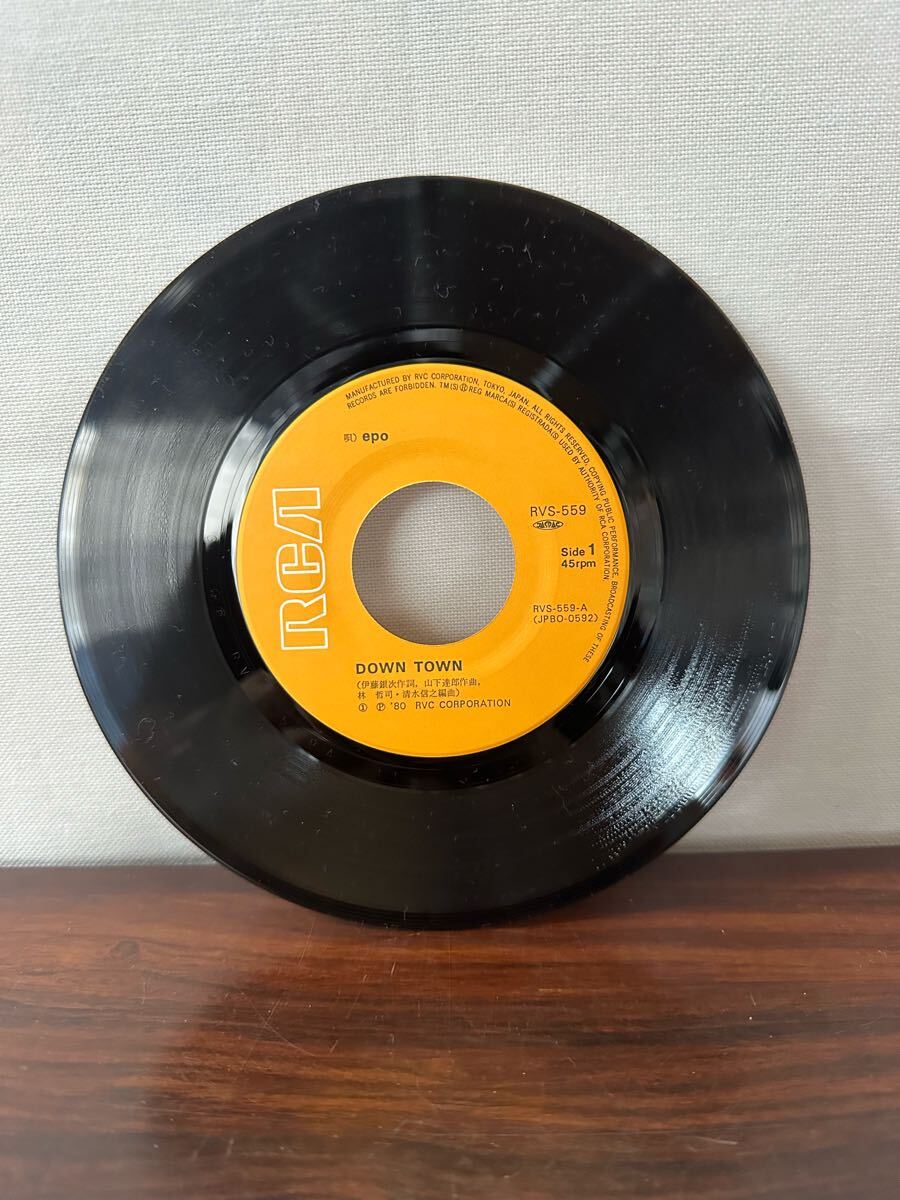 MANUFACTURED BY RVC CORPORATION, TOKYO, JAPAN. ALL RIGHTS RESERVED. COPYING PUBLIC PERFORMANCE, BROADCASTING OF THESE
RECORDS ARE FORBIDDEN. TM(S)®REG MARCA(S) REGISTRADA(S) USED BY AUTHORITY OF RCA CORPORATION.
唄) epo
RCA
RVS-559
JASRAC
Side 1
45rpm
RVS-559-A
(JPBO-0592)
DOWN TOWN
(伊藤銀次作詞, 山下達郎作曲,
林 哲司・清水信之編曲)
Ⓢ Ⓟ '80 RVC CORPORATION